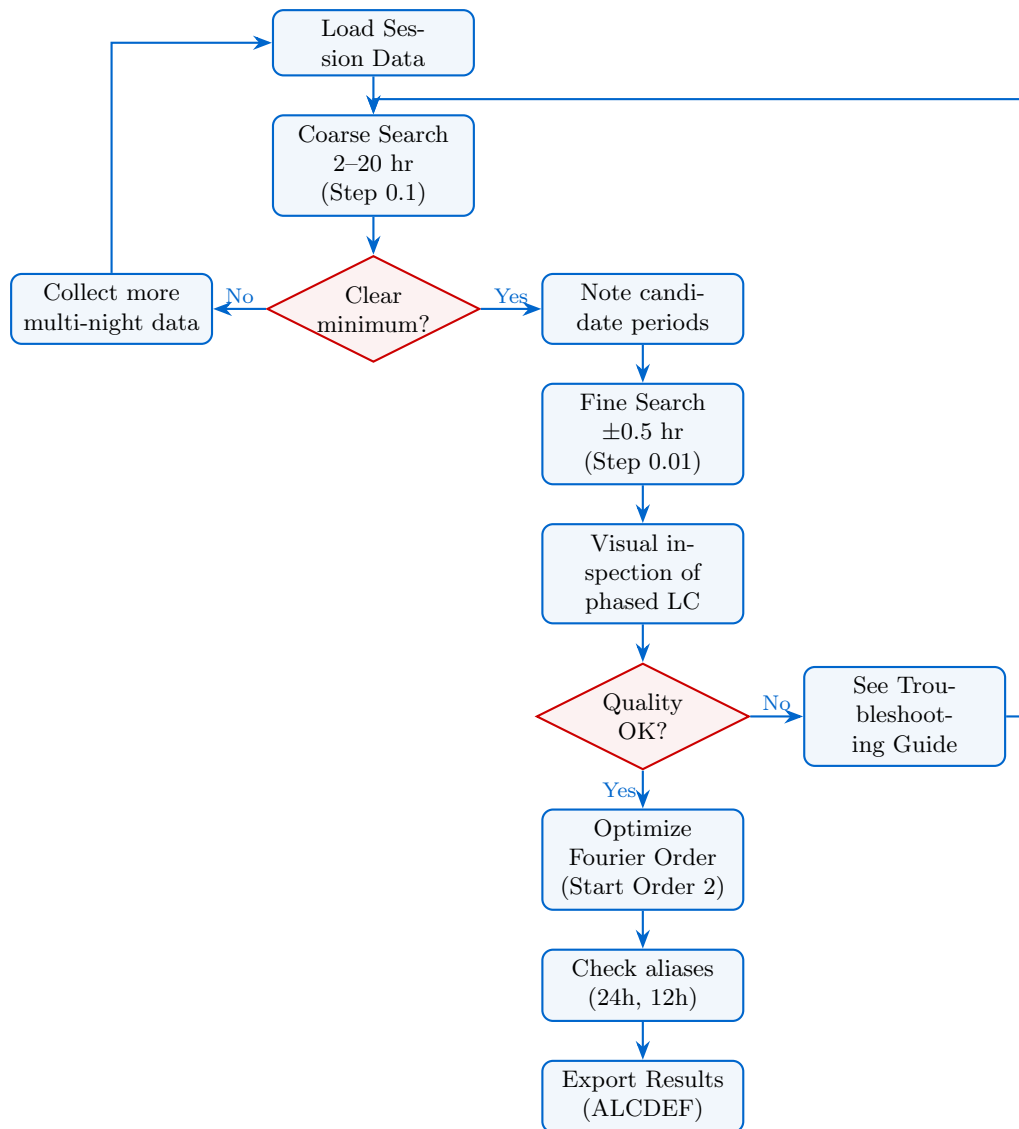 Load Ses-
sion Data
Coarse Search
2–20 hr
(Step 0.1)
Clear
minimum?
No
Collect more
multi-night data
Yes
Note candi-
date periods
Fine Search
±0.5 hr
(Step 0.01)
Visual in-
spection of
phased LC
Quality
OK?
No
See Trou-
bleshoot-
ing Guide
Yes
Optimize
Fourier Order
(Start Order 2)
Check aliases
(24h, 12h)
Export Results
(ALCDEF)